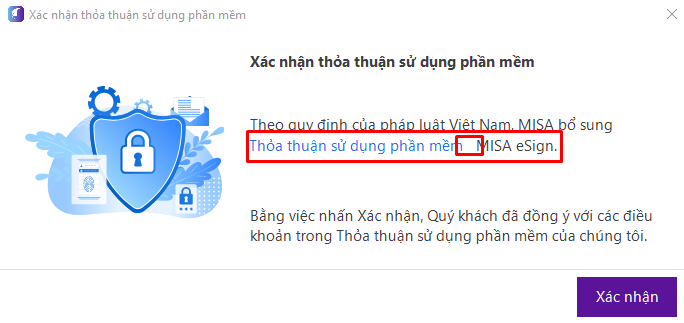 Xác nhận thỏa thuận sử dụng phần mềm
Xác nhận thỏa thuận sử dụng phần mềm
Theo quy định của pháp luật Việt Nam, MISA bổ sung
Thỏa thuận sử dụng phần mềm MISA eSign.
Bằng việc nhấn Xác nhận, Quý khách đã đồng ý với các điều
khoản trong Thỏa thuận sử dụng phần mềm của chúng tôi.
Xác nhận